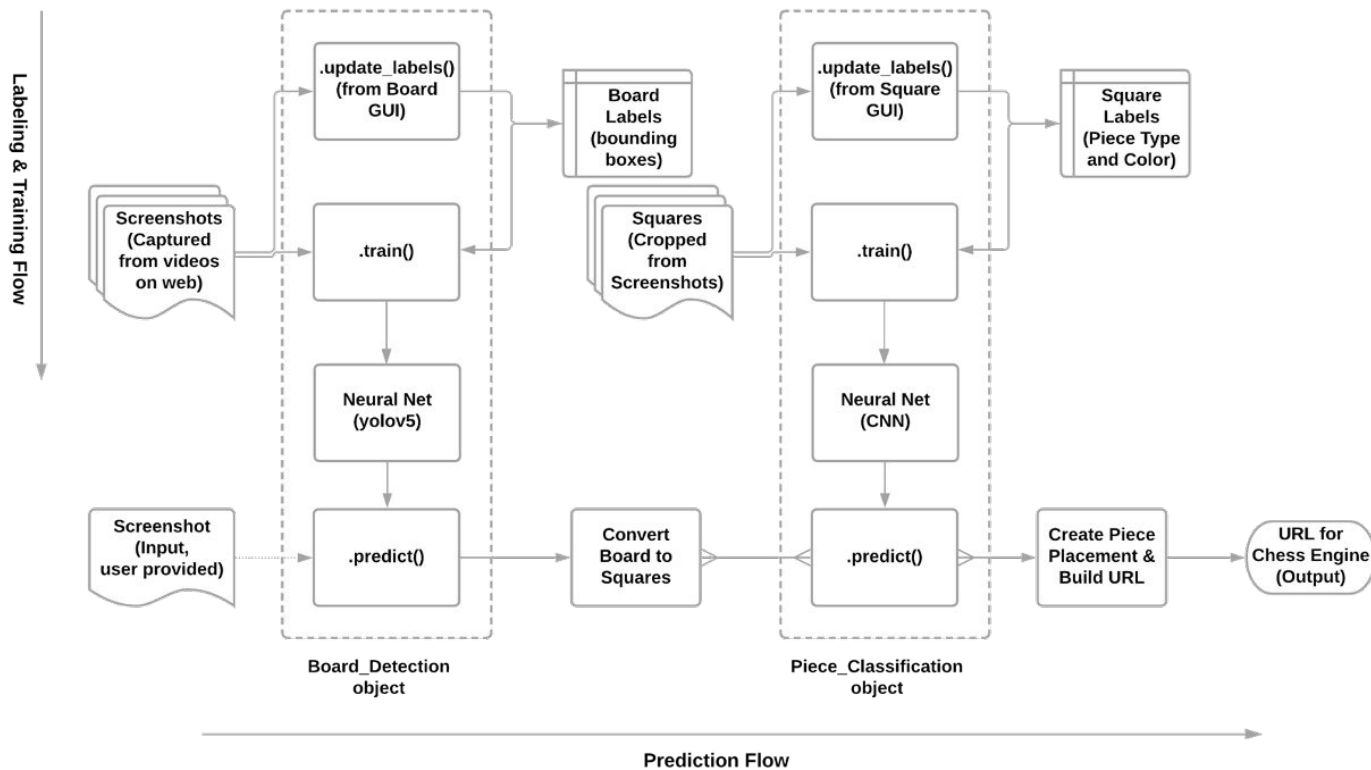 Labeling & Training Flow
.update_labels()
(from Board
GUI)
Board
Labels
(bounding
boxes)
.update_labels()
(from Square
GUI)
Square
Labels
(Piece Type
and Color)
Screenshots
(Captured
from videos
on web)
.train()
Squares
(Cropped
from
Screenshots)
.train()
Neural Net
(yolov5)
Neural Net
(CNN)
Screenshot
(Input,
user provided)
.predict()
Convert
Board to
Squares
.predict()
Create Piece
Placement &
Build URL
URL for
Chess Engine
(Output)
Board_Detection
object
Piece_Classification
object
Prediction Flow